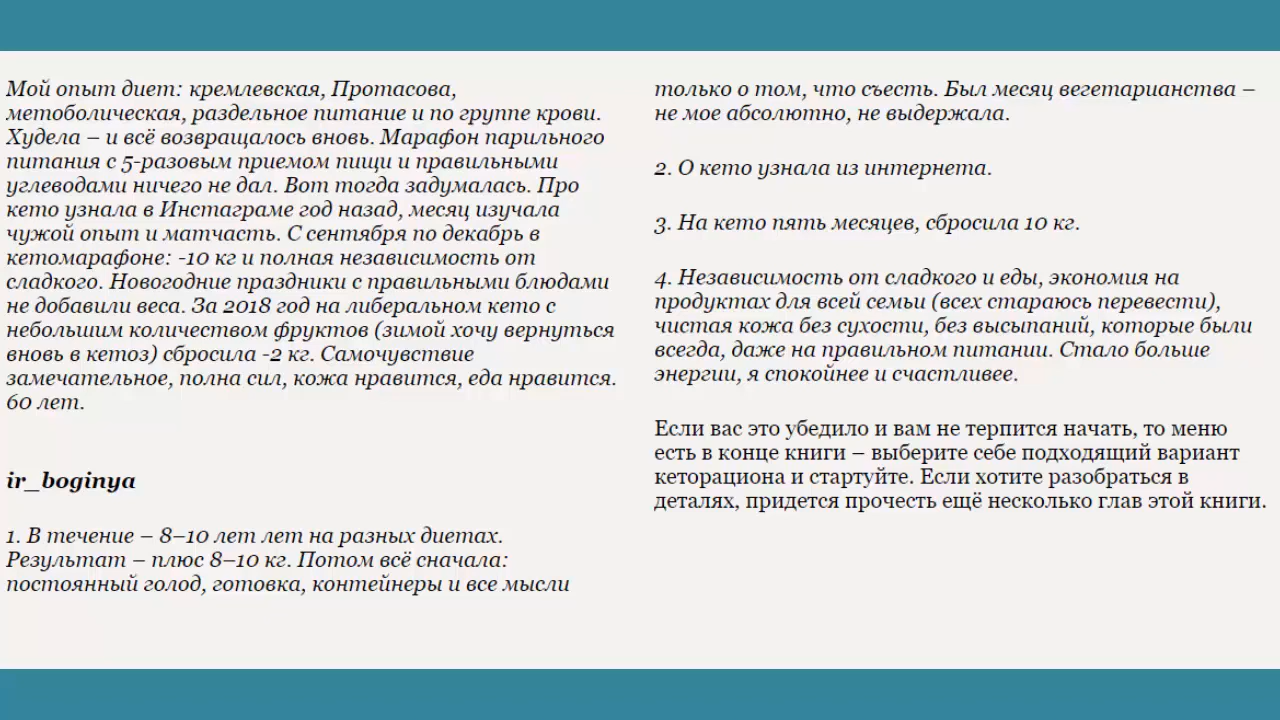 Мой опыт диет: кремлевская, Протасова,
метоболическая, раздельное питание и по группе крови.
Худела – и всё возвращалось вновь. Марафон парильного
питания с 5-разовым приемом пищи и правильными
углеводами ничего не дал. Вот тогда задумалась. Про
кето узнала в Инстаграме год назад, месяц изучала
чужой опыт и матчасть. С сентября по декабрь в
кетомарафоне: -10 кг и полная независимость от
сладкого. Новогодние праздники с правильными блюдами
не добавили веса. За 2018 год на либеральном кето с
небольшим количеством фруктов (зимой хочу вернуться
вновь в кетоз) сбросила -2 кг. Самочувствие
замечательное, полна сил, кожа нравится, еда нравится.
60 лет.
ir_boginya
1. В течение – 8–10 лет лет на разных диетах.
Результат – плюс 8–10 кг. Потом всё сначала:
постоянный голод, готовка, контейнеры и все мысли
только о том, что съесть. Был месяц вегетарианства –
не мое абсолютно, не выдержала.
2. О кето узнала из интернета.
3. На кето пять месяцев, сбросила 10 кг.
4. Независимость от сладкого и еды, экономия на
продуктах для всей семьи (всех стараюсь перевести),
чистая кожа без сухости, без высыпаний, которые были
всегда, даже на правильном питании. Стало больше
энергии, я спокойнее и счастливее.
Если вас это убедило и вам не терпится начать, то меню
есть в конце книги – выберите себе подходящий вариант
кеторациона и стартуйте. Если хотите разобраться в
деталях, придется прочесть ещё несколько глав этой книги.